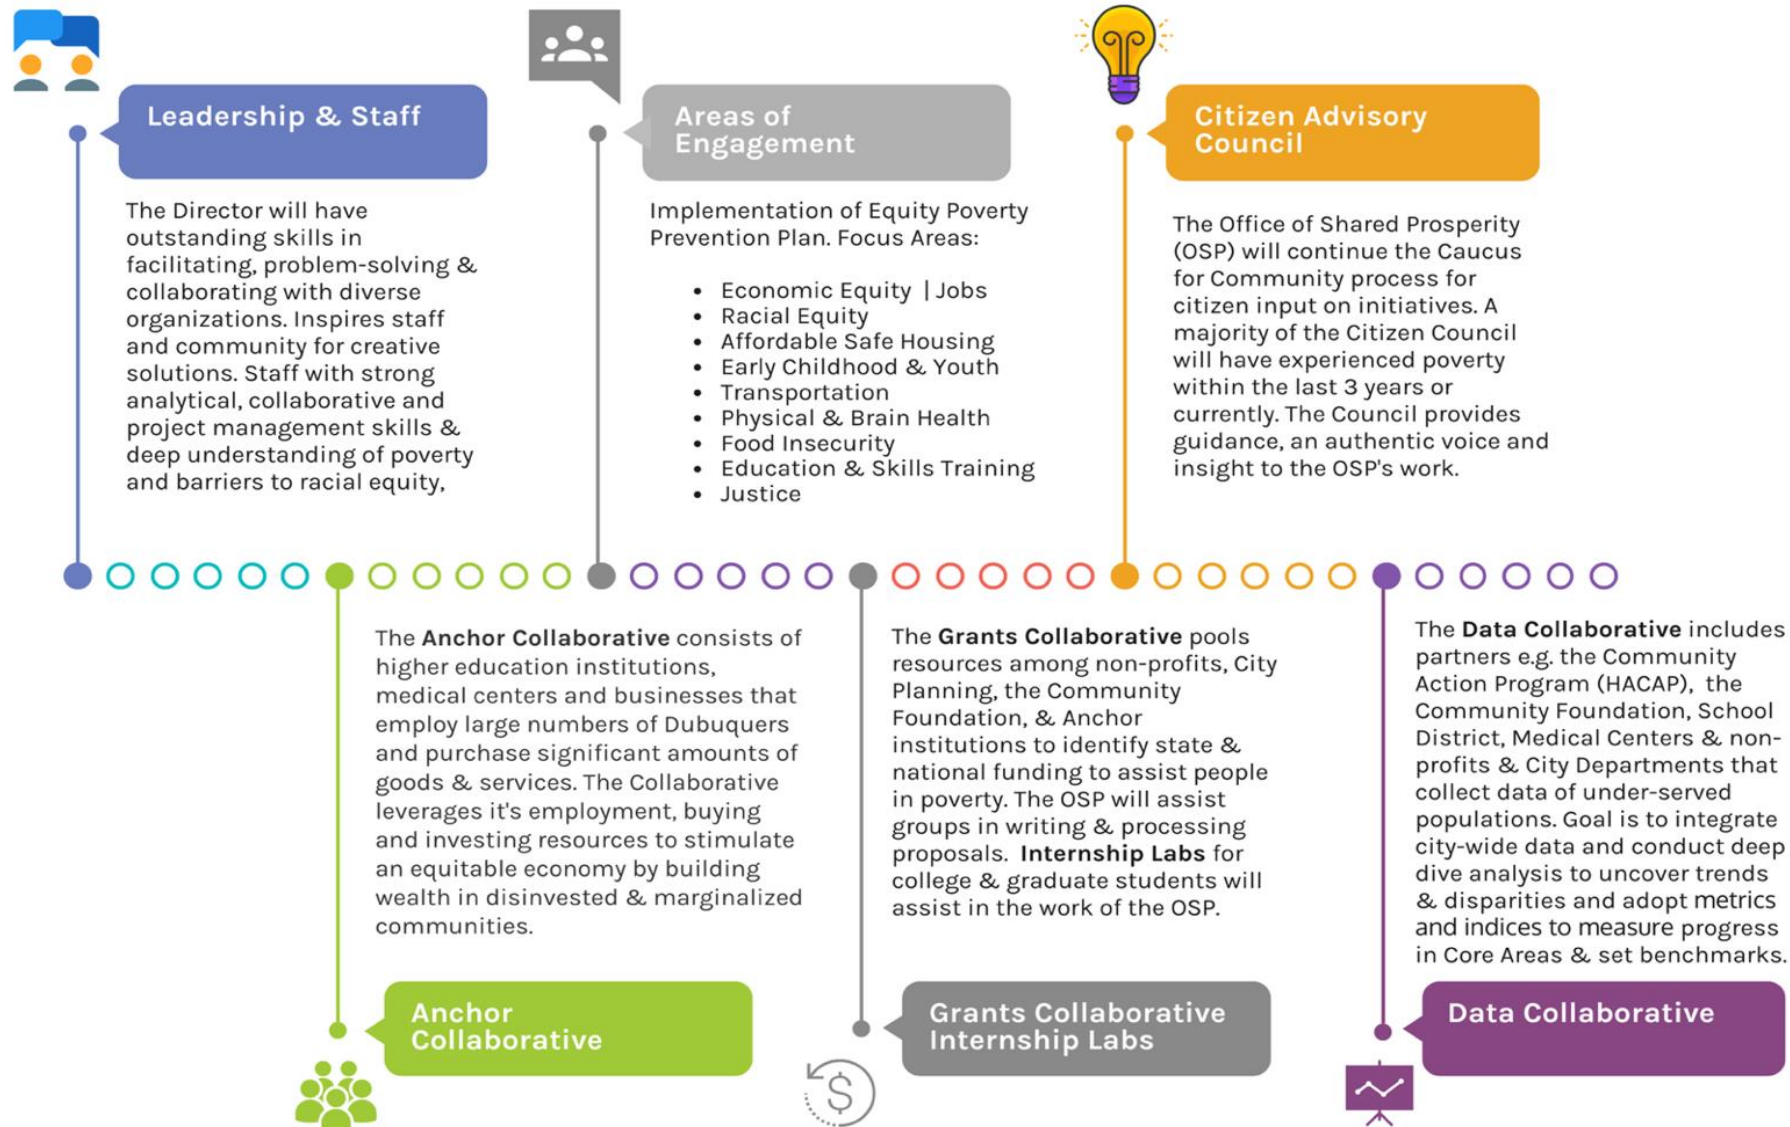 Leadership & Staff
The Director will have
outstanding skills in
facilitating, problem-solving &
collaborating with diverse
organizations. Inspires staff
and community for creative
solutions. Staff with strong
analytical, collaborative and
project management skills &
deep understanding of poverty
and barriers to racial equity,
Areas of
Engagement
Implementation of Equity Poverty
Prevention Plan. Focus Areas:
• Economic Equity | Jobs
• Racial Equity
• Affordable Safe Housing
• Early Childhood & Youth
• Transportation
• Physical & Brain Health
• Food Insecurity
• Education & Skills Training
• Justice
Citizen Advisory
Council
The Office of Shared Prosperity
(OSP) will continue the Caucus
for Community process for
citizen input on initiatives. A
majority of the Citizen Council
will have experienced poverty
within the last 3 years or
currently. The Council provides
guidance, an authentic voice and
insight to the OSP's work.
The Anchor Collaborative consists of
higher education institutions,
medical centers and businesses that
employ large numbers of Dubuquers
and purchase significant amounts of
goods & services. The Collaborative
leverages it's employment, buying
and investing resources to stimulate
an equitable economy by building
wealth in disinvested & marginalized
communities.
Anchor
Collaborative
The Grants Collaborative pools
resources among non-profits, City
Planning, the Community
Foundation, & Anchor
institutions to identify state &
national funding to assist people
in poverty. The OSP will assist
groups in writing & processing
proposals. Internship Labs for
college & graduate students will
assist in the work of the OSP.
Grants Collaborative
Internship Labs
$
The Data Collaborative includes
partners e.g. the Community
Action Program (HACAP), the
Community Foundation, School
District, Medical Centers & non-
profits & City Departments that
collect data of under-served
populations. Goal is to integrate
city-wide data and conduct deep
dive analysis to uncover trends
& disparities and adopt metrics
and indices to measure progress
in Core Areas & set benchmarks.
Data Collaborative